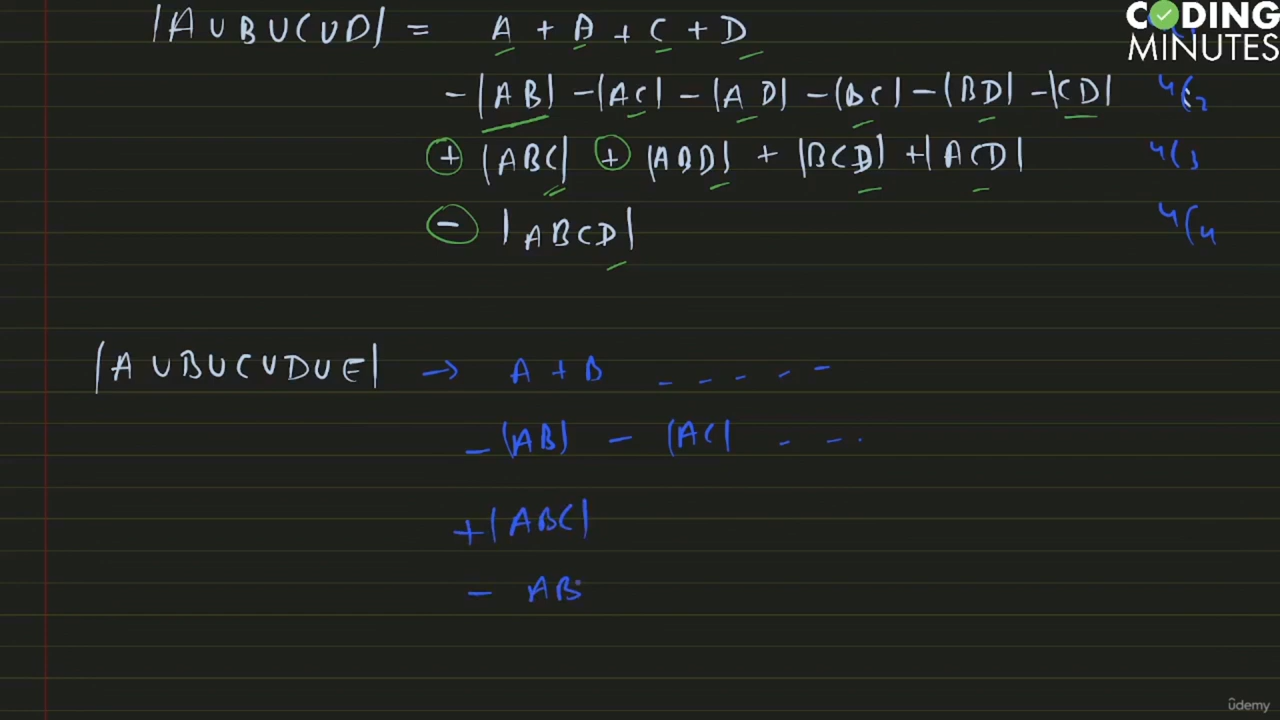 CODING
MINUTES
|A ∪ B ∪ C ∪ D| = A + B + C + D
- |AB| - |AC| - |AD| - |BC| - |BD| - |CD| 4C2
+ |ABC| + |ABD| + |BCD| + |ACD| 4C3
- |ABCD| 4C4
|A ∪ B ∪ C ∪ D ∪ E| → A + B - - - - -
- |AB| - |AC| - - .
+ |ABC|
- AB
ûdemy